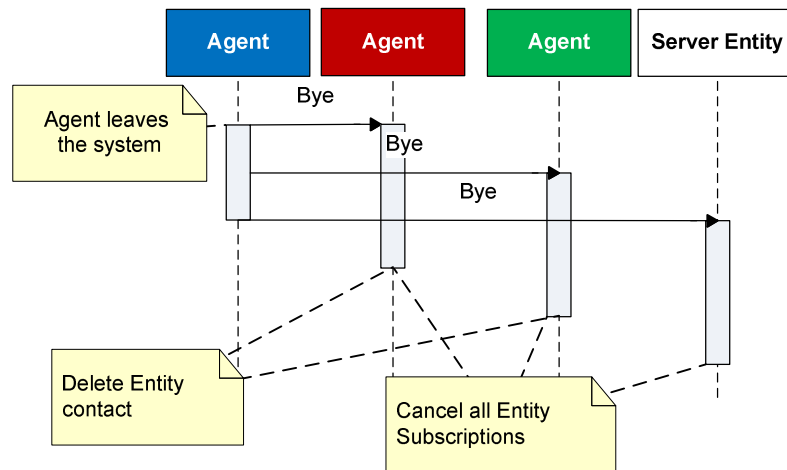 Agent
Agent
Agent
Server Entity
Bye
Agent leaves
the system
Bye
Bye
Delete Entity
contact
Cancel all Entity
Subscriptions